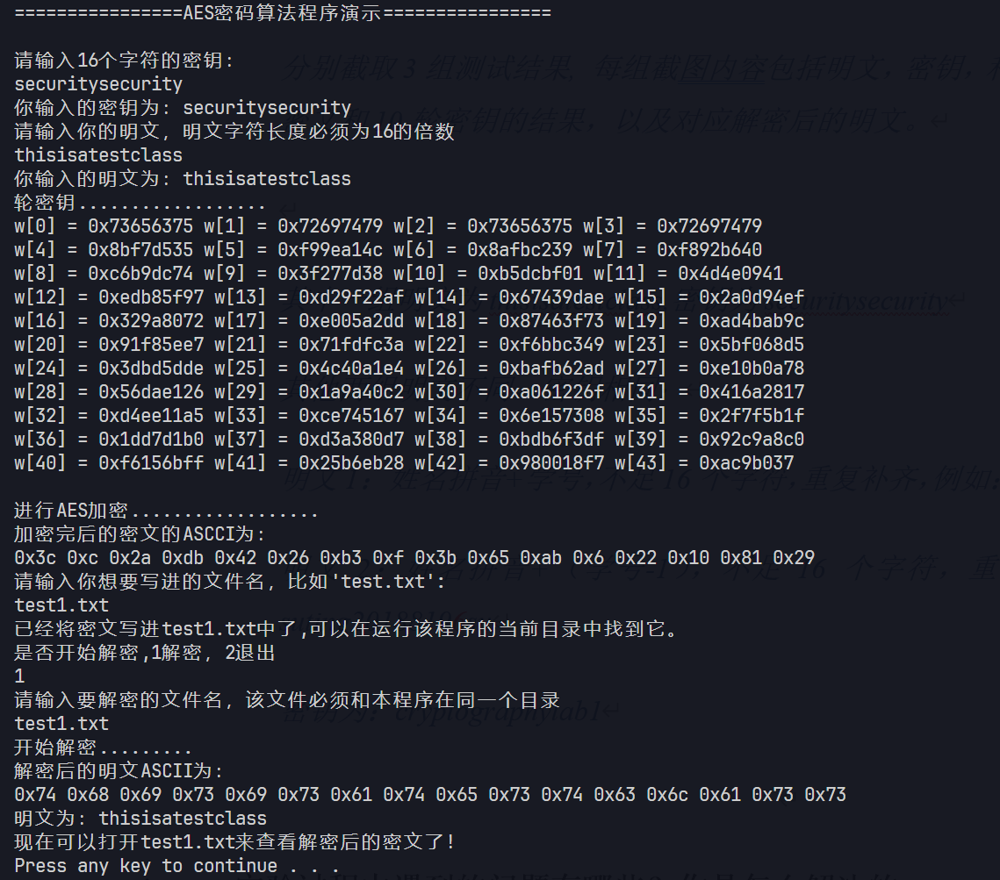 ================AES密码算法程序演示================
请输入16个字符的密钥：
securitysecurity
你输入的密钥为：securitysecurity
请输入你的明文，明文字符长度必须为16的倍数
thisisatestclass
你输入的明文为：thisisatestclass
轮密钥..................
w[0] = 0x73656375 w[1] = 0x72697479 w[2] = 0x73656375 w[3] = 0x72697479
w[4] = 0x8bf7d535 w[5] = 0xf99ea14c w[6] = 0x8afbc239 w[7] = 0xf892b640
w[8] = 0xc6b9dc74 w[9] = 0x3f277d38 w[10] = 0xb5dcbf01 w[11] = 0x4d4e0941
w[12] = 0xedb85f97 w[13] = 0xd29f22af w[14] = 0x67439dae w[15] = 0x2a0d94ef
w[16] = 0x329a8072 w[17] = 0xe005a2dd w[18] = 0x87463f73 w[19] = 0xad4bab9c
w[20] = 0x91f85ee7 w[21] = 0x71fdfc3a w[22] = 0xf6bbc349 w[23] = 0x5bf068d5
w[24] = 0x3dbd5dde w[25] = 0x4c40a1e4 w[26] = 0xbafb62ad w[27] = 0xe10b0a78
w[28] = 0x56dae126 w[29] = 0x1a9a40c2 w[30] = 0xa061226f w[31] = 0x416a2817
w[32] = 0xd4ee11a5 w[33] = 0xce745167 w[34] = 0x6e157308 w[35] = 0x2f7f5b1f
w[36] = 0x1dd7d1b0 w[37] = 0xd3a380d7 w[38] = 0xbdb6f3df w[39] = 0x92c9a8c0
w[40] = 0xf6156bff w[41] = 0x25b6eb28 w[42] = 0x980018f7 w[43] = 0xac9b037
进行AES加密..................
加密完后的密文的ASCCI为：
0x3c 0xc 0x2a 0xdb 0x42 0x26 0xb3 0xf 0x3b 0x65 0xab 0x6 0x22 0x10 0x81 0x29
请输入你想要写进的文件名，比如'test.txt':
test1.txt
已经将密文写进test1.txt中了,可以在运行该程序的当前目录中找到它。
是否开始解密,1解密，2退出
1
请输入要解密的文件名，该文件必须和本程序在同一个目录
test1.txt
开始解密.........
解密后的明文ASCII为：
0x74 0x68 0x69 0x73 0x69 0x73 0x61 0x74 0x65 0x73 0x74 0x63 0x6c 0x61 0x73 0x73
明文为：thisisatestclass
现在可以打开test1.txt来查看解密后的密文了！
Press any key to continue . . .